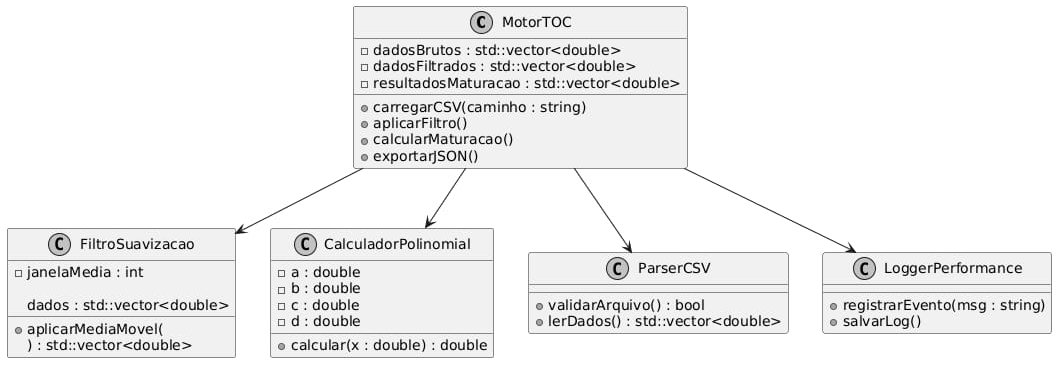 C MotorTOC
dadosBrutos : std::vector<double>
dadosFiltrados : std::vector<double>
resultadosMaturacao : std::vector<double>
carregarCSV(caminho : string)
aplicarFiltro()
calcularMaturacao()
exportarJSON()
C FiltroSuavizacao
janelaMedia : int
dados : std::vector<double>
aplicarMediaMovel(
) : std::vector<double>
C CalculadorPolinomial
a : double
b : double
c : double
d : double
calcular(x : double) : double
C ParserCSV
validarArquivo() : bool
lerDados() : std::vector<double>
C LoggerPerformance
registrarEvento(msg : string)
salvarLog()